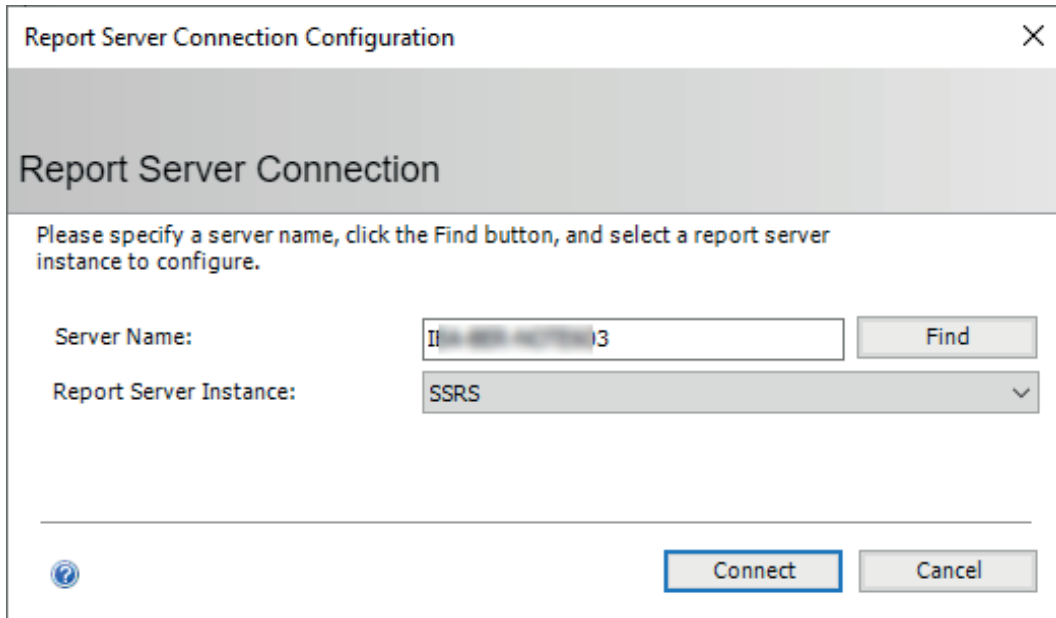 Report Server Connection Configuration
Report Server Connection
Please specify a server name, click the Find button, and select a report server
instance to configure.
Server Name:
Find
Report Server Instance:
SSRS
Connect
Cancel